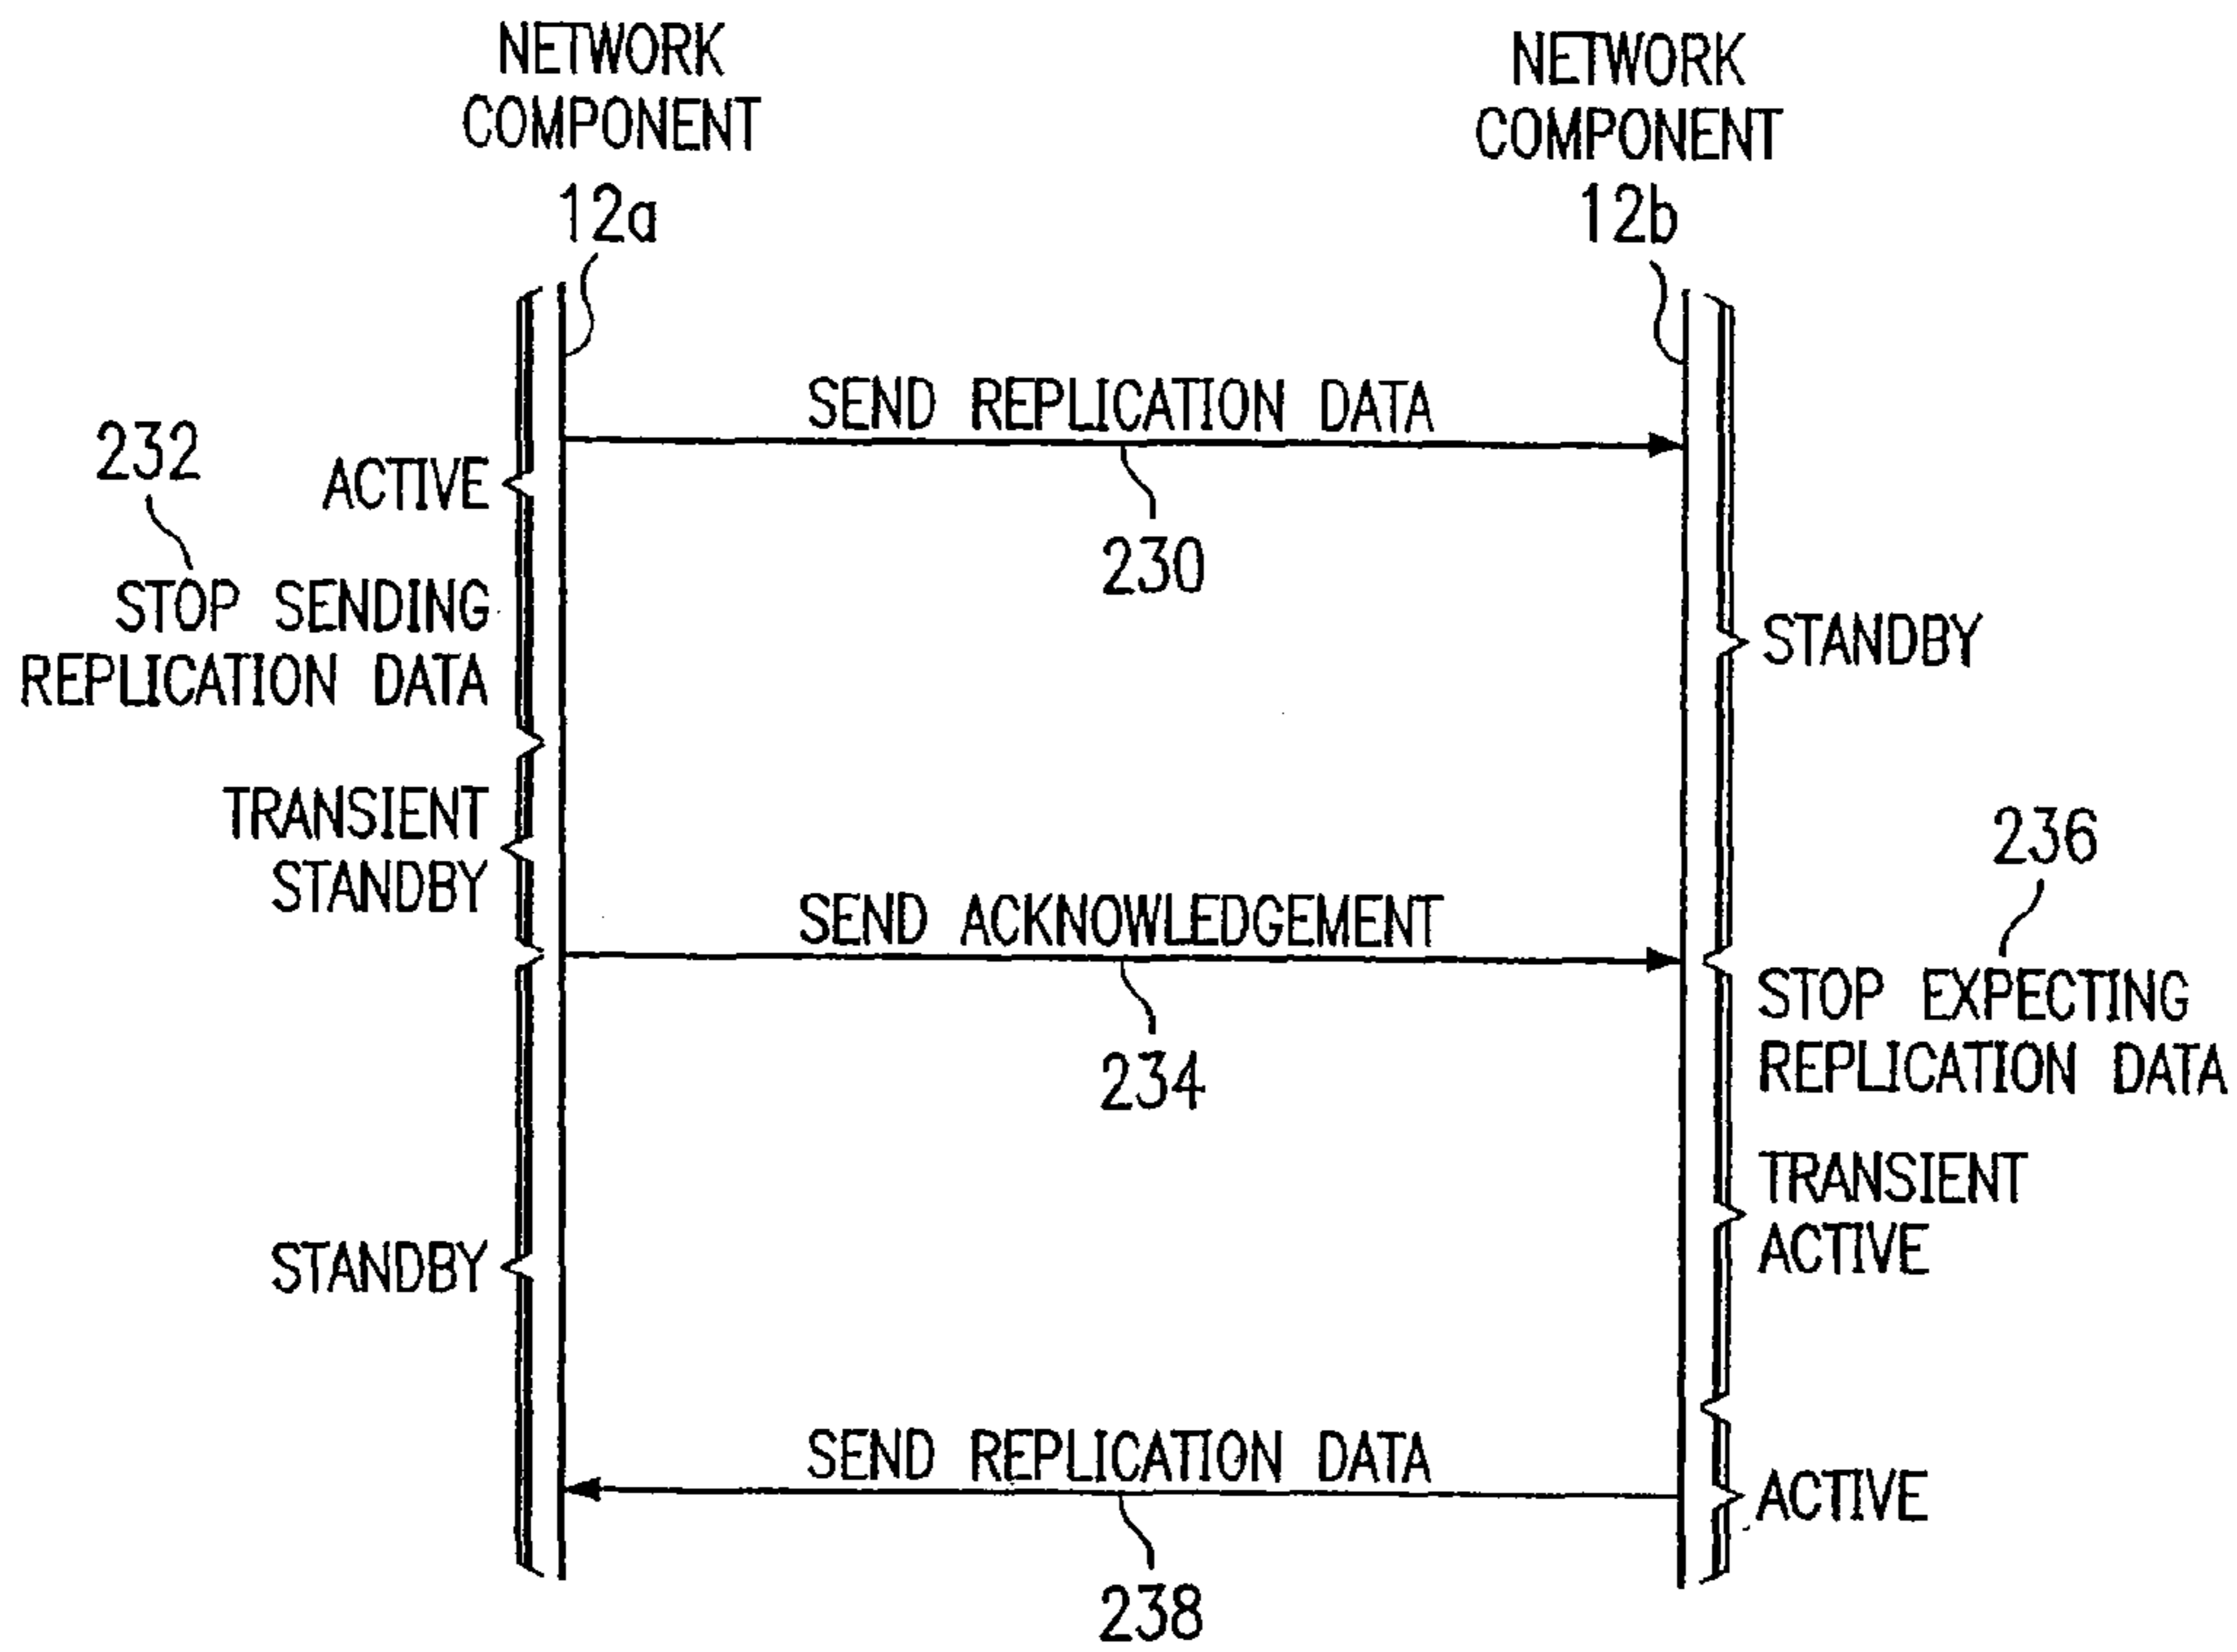 NETWORK
COMPONENT
12a
NETWORK
COMPONENT
12b
SEND REPLICATION DATA
230
232
ACTIVE
STOP SENDING
REPLICATION DATA
STANDBY
TRANSIENT
STANDBY
SEND ACKNOWLEDGEMENT
234
236
STOP EXPECTING
REPLICATION DATA
TRANSIENT
ACTIVE
STANDBY
SEND REPLICATION DATA
238
ACTIVE